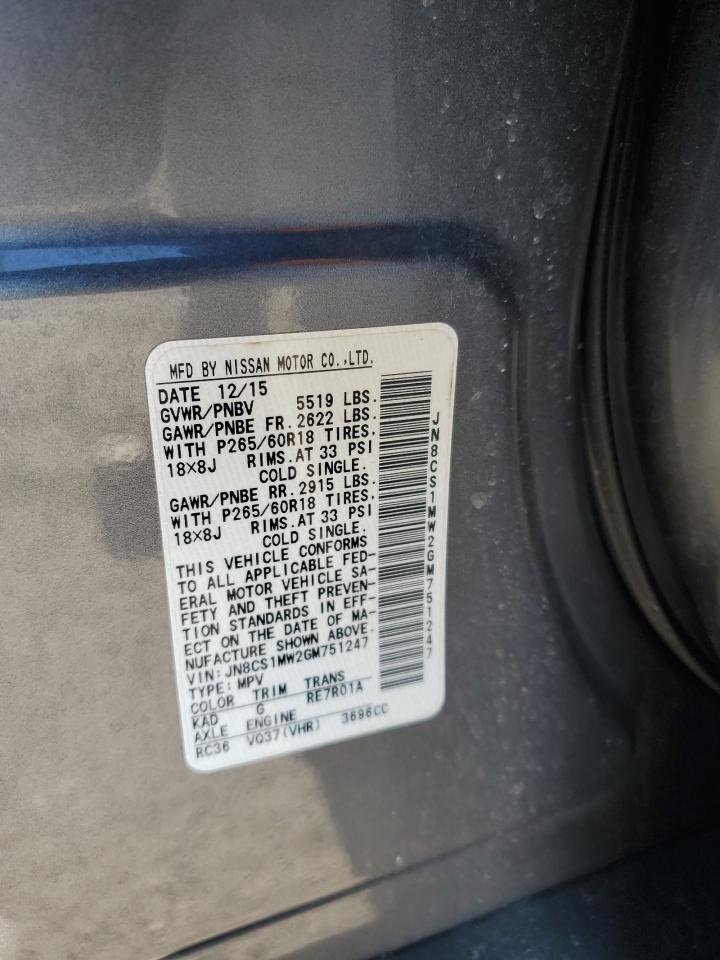 MFD BY NISSAN MOTOR CO.,LTD.
DATE 12/15
GVWR/PNBV 5519 LBS.
GAWR/PNBE FR.2622 LBS.
WITH P265/60R18 TIRES,
18×8J RIMS.AT 33 PSI
COLD SINGLE.
GAWR/PNBE RR.2915 LBS.
WITH P265/60R18 TIRES,
18×8J RIMS.AT 33 PSI
COLD SINGLE.
THIS VEHICLE CONFORMS
TO ALL APPLICABLE FED-
ERAL MOTOR VEHICLE SA-
FETY AND THEFT PREVEN-
TION STANDARDS IN EFF-
ECT ON THE DATE OF MA-
NUFACTURE SHOWN ABOVE.
VIN: JN8CS1MW2GM751247
TYPE: MPV
COLOR TRIM TRANS
KAD G RE7R01A
AXLE ENGINE
RC36 VQ37(VHR) 3696CC
JN8CS1MW2GM751247